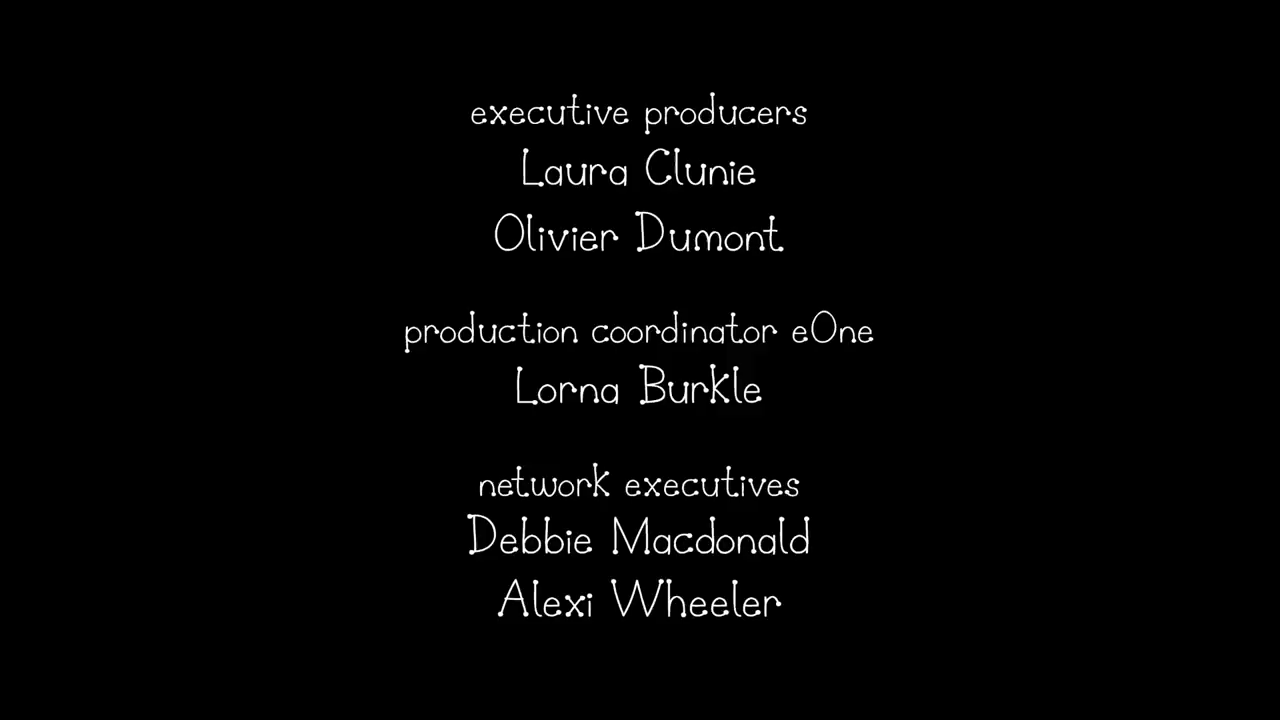 executive producers
Laura Clunie
Olivier Dumont
production coordinator eOne
Lorna Burkle
network executives
Debbie Macdonald
Alexi Wheeler